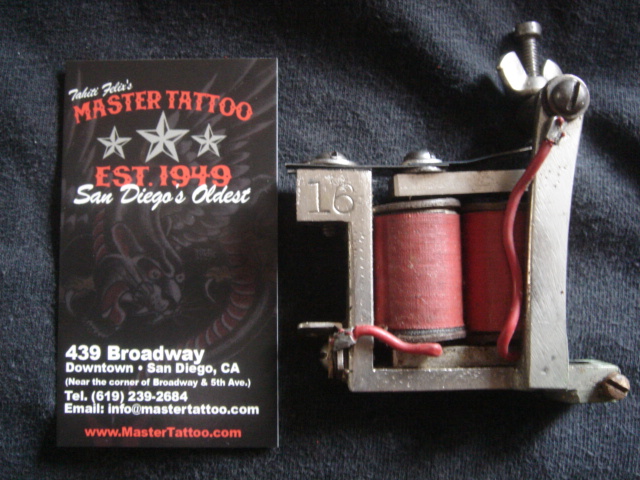 Tahiti Felix's
MASTER TATTOO
EST. 1949
San Diego's Oldest
439 Broadway
Downtown • San Diego, CA
(Near the corner of Broadway & 5th Ave.)
Tel. (619) 239-2684
Email: info@mastertattoo.com
www.MasterTattoo.com
16